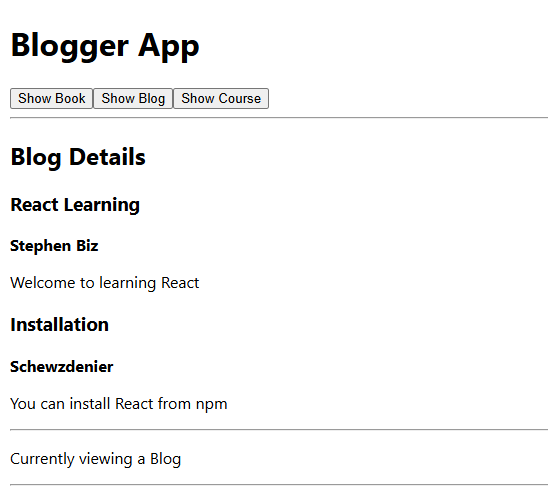 Blogger App
Show Book Show Blog Show Course
Blog Details
React Learning
Stephen Biz
Welcome to learning React
Installation
Schewzdenier
You can install React from npm
Currently viewing a Blog